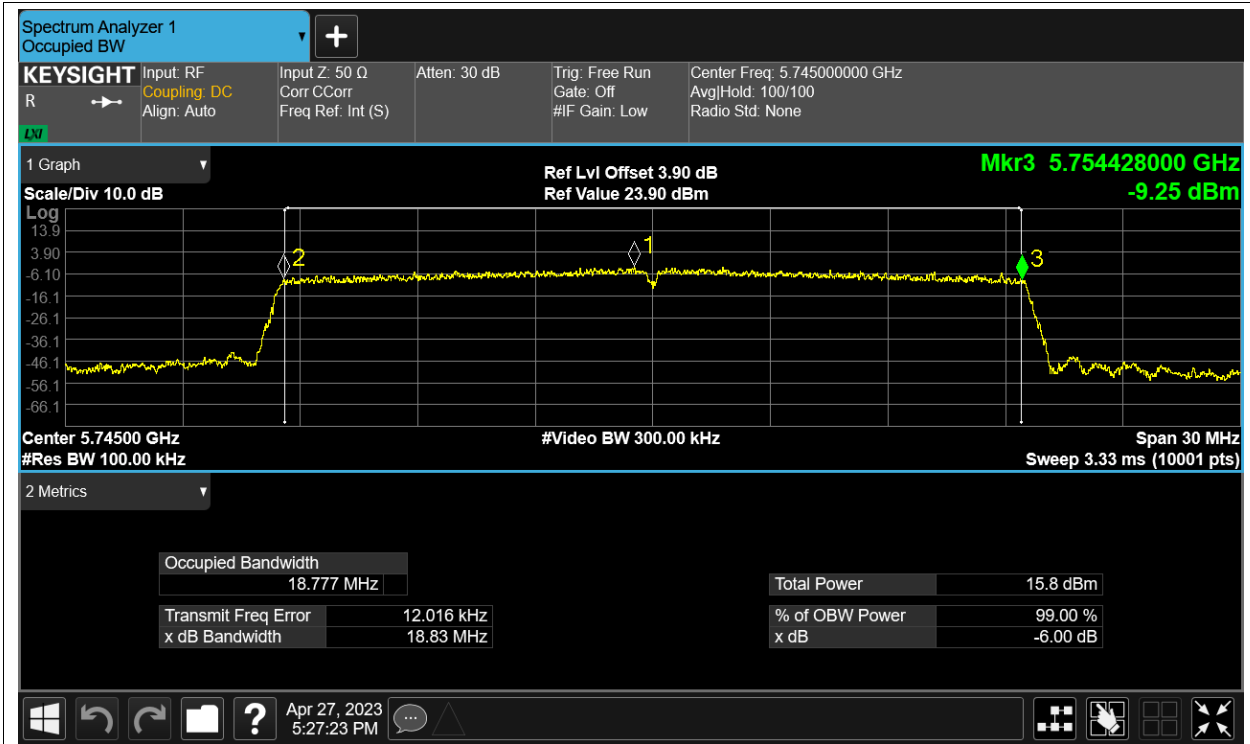 Spectrum Analyzer 1
Occupied BW
KEYSIGHT
R
LXI
Input: RF
Coupling: DC
Align: Auto
Input Z: 50 Ω
Corr CCorr
Freq Ref: Int (S)
Atten: 30 dB
Trig: Free Run
Gate: Off
#IF Gain: Low
Center Freq: 5.745000000 GHz
Avg|Hold: 100/100
Radio Std: None
1 Graph
Scale/Div 10.0 dB
Ref Lvl Offset 3.90 dB
Ref Value 23.90 dBm
Mkr3 5.754428000 GHz
-9.25 dBm
Log
13.9
3.90
-6.10
-16.1
-26.1
-36.1
-46.1
-56.1
-66.1
2
1
3
Center 5.74500 GHz
#Res BW 100.00 kHz
#Video BW 300.00 kHz
Span 30 MHz
Sweep 3.33 ms (10001 pts)
2 Metrics
Occupied Bandwidth
18.777 MHz
Transmit Freq Error 12.016 kHz
x dB Bandwidth 18.83 MHz
Total Power 15.8 dBm
% of OBW Power 99.00 %
x dB -6.00 dB
?
Apr 27, 2023
5:27:23 PM